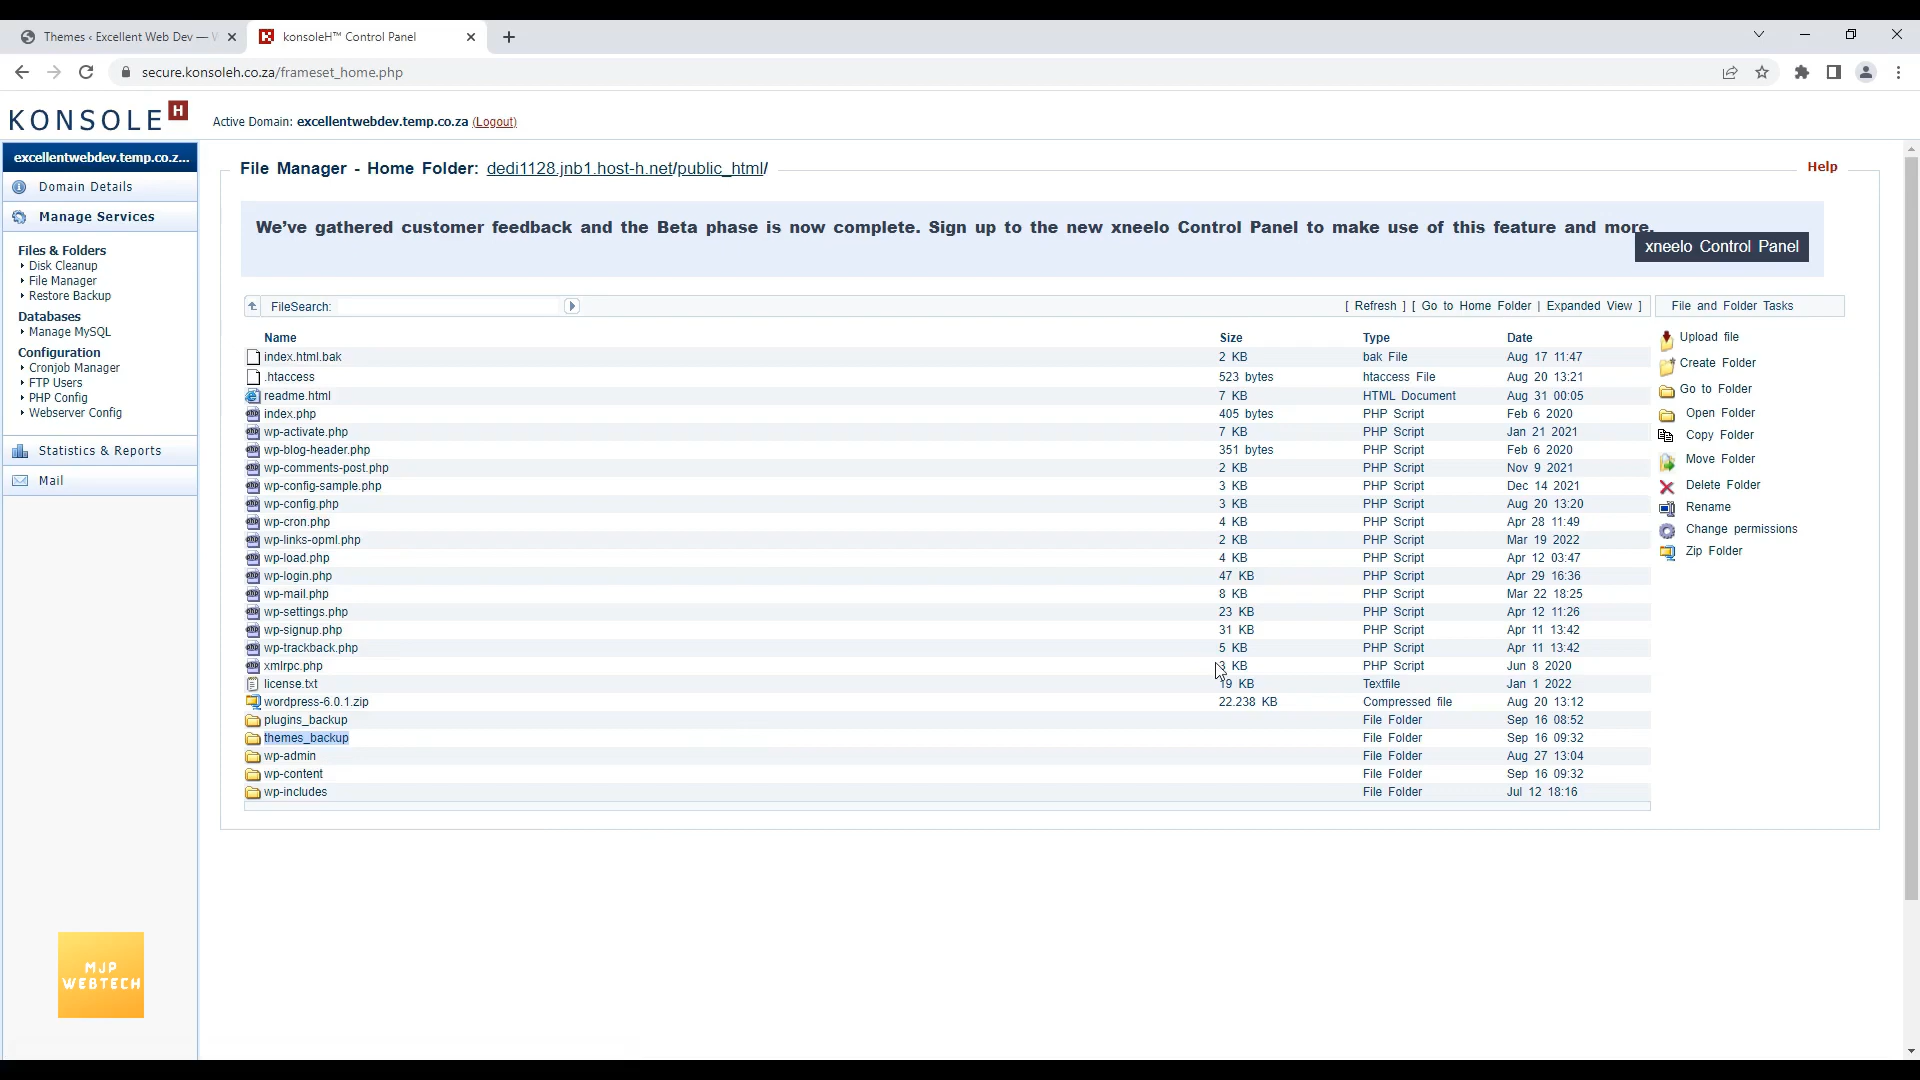 Themes ‹ Excellent Web Dev —
konsoleH™ Control Panel
secure.konsoleh.co.za/frameset_home.php
KONSOLE H
Active Domain: excellentwebdev.temp.co.za (Logout)
excellentwebdev.temp.co.z...
Domain Details
Manage Services
Files & Folders
Disk Cleanup
File Manager
Restore Backup
Databases
Manage MySQL
Configuration
Cronjob Manager
FTP Users
PHP Config
Webserver Config
Statistics & Reports
Mail
MJP
WEBTECH
File Manager - Home Folder: dedi1128.jnb1.host-h.net/public_html/
Help
We've gathered customer feedback and the Beta phase is now complete. Sign up to the new xneelo Control Panel to make use of this feature and more.
xneelo Control Panel
FileSearch:
[ Refresh ] [ Go to Home Folder | Expanded View ]
Name Size Type Date
index.html.bak 2 KB bak File Aug 17 11:47
.htaccess 523 bytes htaccess File Aug 20 13:21
readme.html 7 KB HTML Document Aug 31 00:05
index.php 405 bytes PHP Script Feb 6 2020
wp-activate.php 7 KB PHP Script Jan 21 2021
wp-blog-header.php 351 bytes PHP Script Feb 6 2020
wp-comments-post.php 2 KB PHP Script Nov 9 2021
wp-config-sample.php 3 KB PHP Script Dec 14 2021
wp-config.php 3 KB PHP Script Aug 20 13:20
wp-cron.php 4 KB PHP Script Apr 28 11:49
wp-links-opml.php 2 KB PHP Script Mar 19 2022
wp-load.php 4 KB PHP Script Apr 12 03:47
wp-login.php 47 KB PHP Script Apr 29 16:36
wp-mail.php 8 KB PHP Script Mar 22 18:25
wp-settings.php 23 KB PHP Script Apr 12 11:26
wp-signup.php 31 KB PHP Script Apr 11 13:42
wp-trackback.php 5 KB PHP Script Apr 11 13:42
xmlrpc.php 3 KB PHP Script Jun 8 2020
license.txt 19 KB Textfile Jan 1 2022
wordpress-6.0.1.zip 22.238 KB Compressed file Aug 20 13:12
plugins_backup File Folder Sep 16 08:52
themes_backup File Folder Sep 16 09:32
wp-admin File Folder Aug 27 13:04
wp-content File Folder Sep 16 09:32
wp-includes File Folder Jul 12 18:16
File and Folder Tasks
Upload file
Create Folder
Go to Folder
Open Folder
Copy Folder
Move Folder
Delete Folder
Rename
Change permissions
Zip Folder